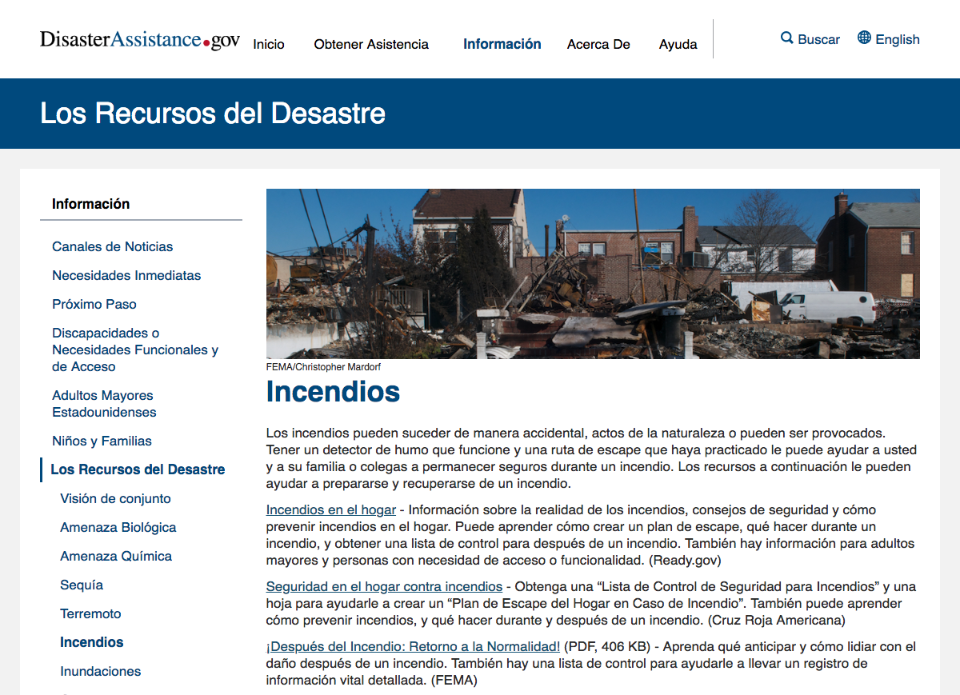 DisasterAssistance.gov
Inicio
Obtener Asistencia
Información
Acerca De
Ayuda
Buscar
English
Los Recursos del Desastre
Información
Canales de Noticias
Necesidades Inmediatas
Próximo Paso
Discapacidades o
Necesidades Funcionales y
de Acceso
Adultos Mayores
Estadounidenses
Niños y Familias
Los Recursos del Desastre
Visión de conjunto
Amenaza Biológica
Amenaza Química
Sequía
Terremoto
Incendios
Inundaciones
FEMA/Christopher Mardorf
Incendios
Los incendios pueden suceder de manera accidental, actos de la naturaleza o pueden ser provocados.
Tener un detector de humo que funcione y una ruta de escape que haya practicado le puede ayudar a usted
y a su familia o colegas a permanecer seguros durante un incendio. Los recursos a continuación le pueden
ayudar a prepararse y recuperarse de un incendio.
Incendios en el hogar - Información sobre la realidad de los incendios, consejos de seguridad y cómo
prevenir incendios en el hogar. Puede aprender cómo crear un plan de escape, qué hacer durante un
incendio, y obtener una lista de control para después de un incendio. También hay información para adultos
mayores y personas con necesidad de acceso o funcionalidad. (Ready.gov)
Seguridad en el hogar contra incendios - Obtenga una “Lista de Control de Seguridad para Incendios” y una
hoja para ayudarle a crear un “Plan de Escape del Hogar en Caso de Incendio”. También puede aprender
cómo prevenir incendios, y qué hacer durante y después de un incendio. (Cruz Roja Americana)
¡Después del Incendio: Retorno a la Normalidad! (PDF, 406 KB) - Aprenda qué anticipar y cómo lidiar con el
daño después de un incendio. También hay una lista de control para ayudarle a llevar un registro de
información vital detallada. (FEMA)